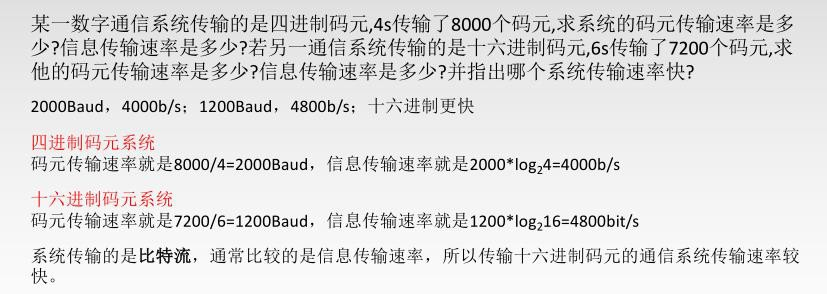 某一数字通信系统传输的是四进制码元,4s传输了8000个码元,求系统的码元传输速率是多
少?信息传输速率是多少?若另一通信系统传输的是十六进制码元,6s传输了7200个码元,求
他的码元传输速率是多少?信息传输速率是多少?并指出哪个系统传输速率快?
2000Baud，4000b/s；1200Baud，4800b/s；十六进制更快
四进制码元系统
码元传输速率就是8000/4=2000Baud，信息传输速率就是2000*log₂4=4000b/s
十六进制码元系统
码元传输速率就是7200/6=1200Baud，信息传输速率就是1200*log₂16=4800bit/s
系统传输的是比特流，通常比较的是信息传输速率，所以传输十六进制码元的通信系统传输速率较
快。